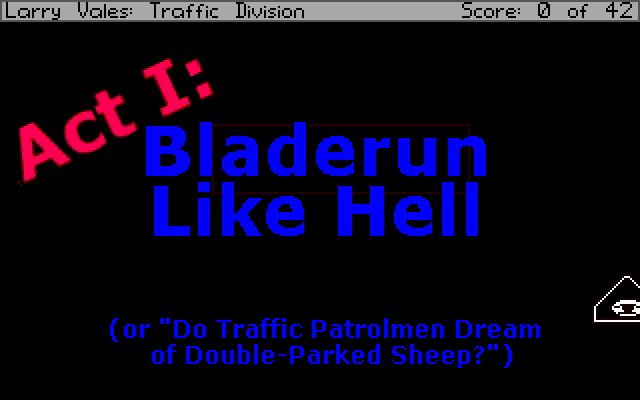 Larry Vales: Traffic Division Score: 0 of 42
Act I:
Bladerun
Like Hell
(or "Do Traffic Patrolmen Dream
of Double-Parked Sheep?")